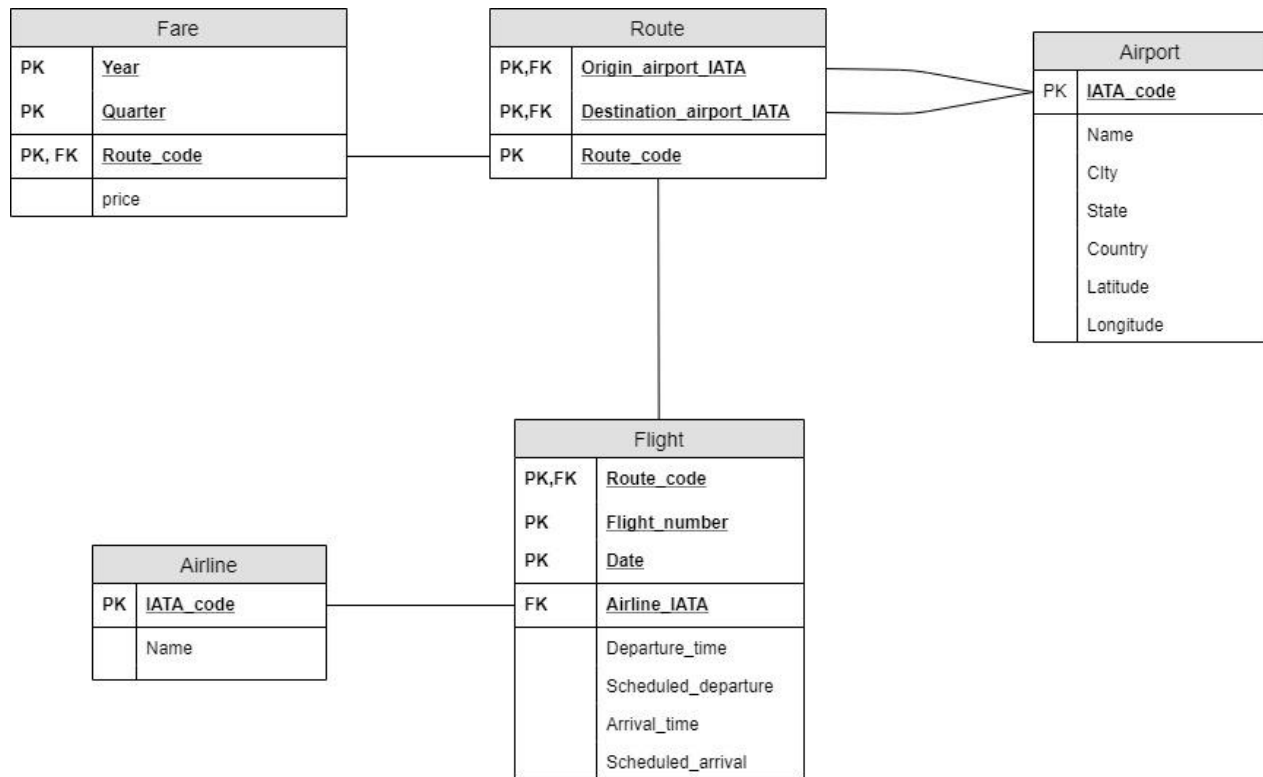 Fare
PK Year
PK Quarter
PK, FK Route_code
price
Route
PK,FK Origin_airport_IATA
PK,FK Destination_airport_IATA
PK Route_code
Airport
PK IATA_code
Name
CIty
State
Country
Latitude
Longitude
Flight
PK,FK Route_code
PK Flight_number
PK Date
FK Airline_IATA
Departure_time
Scheduled_departure
Arrival_time
Scheduled_arrival
Airline
PK IATA_code
Name